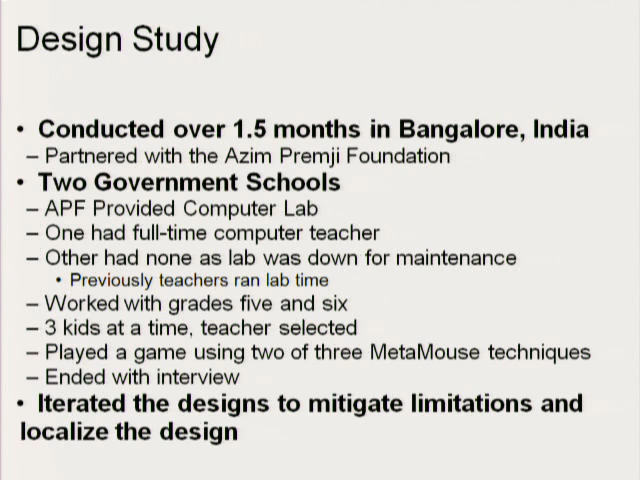 Design Study
• Conducted over 1.5 months in Bangalore, India
– Partnered with the Azim Premji Foundation
• Two Government Schools
– APF Provided Computer Lab
– One had full-time computer teacher
– Other had none as lab was down for maintenance
• Previously teachers ran lab time
– Worked with grades five and six
– 3 kids at a time, teacher selected
– Played a game using two of three MetaMouse techniques
– Ended with interview
• Iterated the designs to mitigate limitations and
localize the design